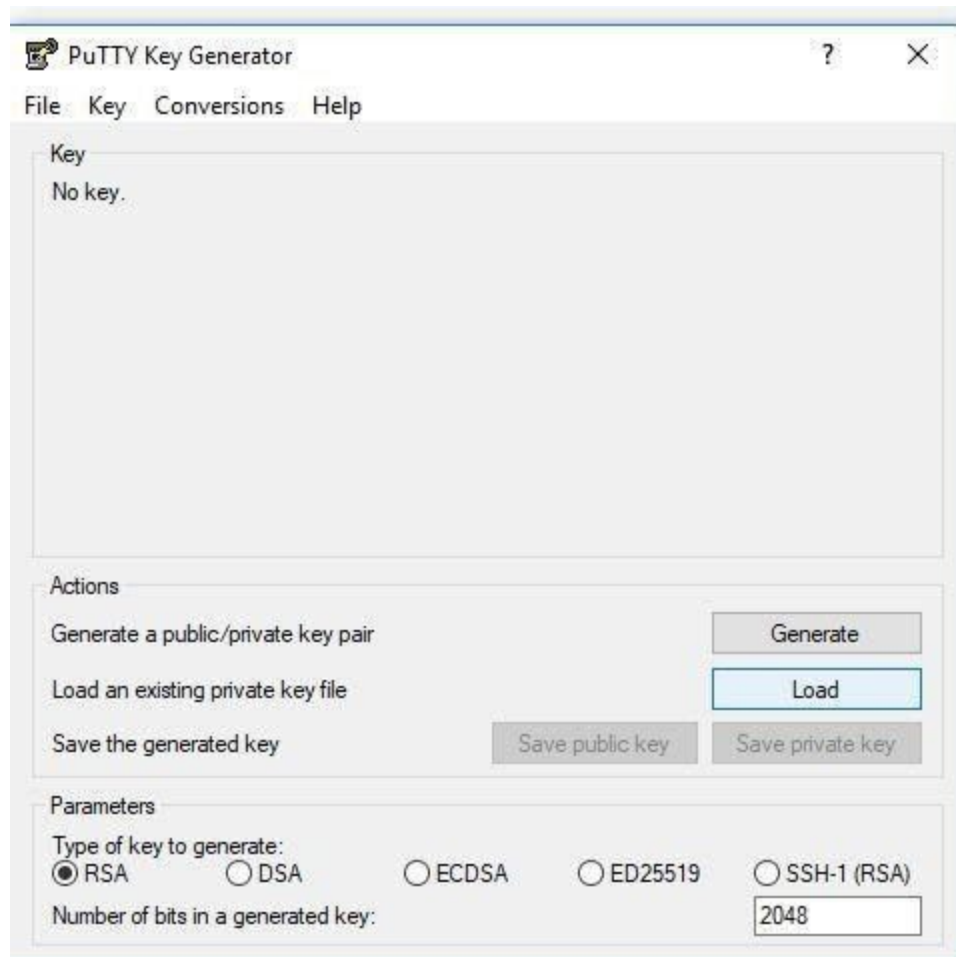 PuTTY Key Generator ?
File Key Conversions Help
Key
No key.
Actions
Generate a public/private key pair Generate
Load an existing private key file Load
Save the generated key Save public key Save private key
Parameters
Type of key to generate:
RSA DSA ECDSA ED25519 SSH-1 (RSA)
Number of bits in a generated key: 2048